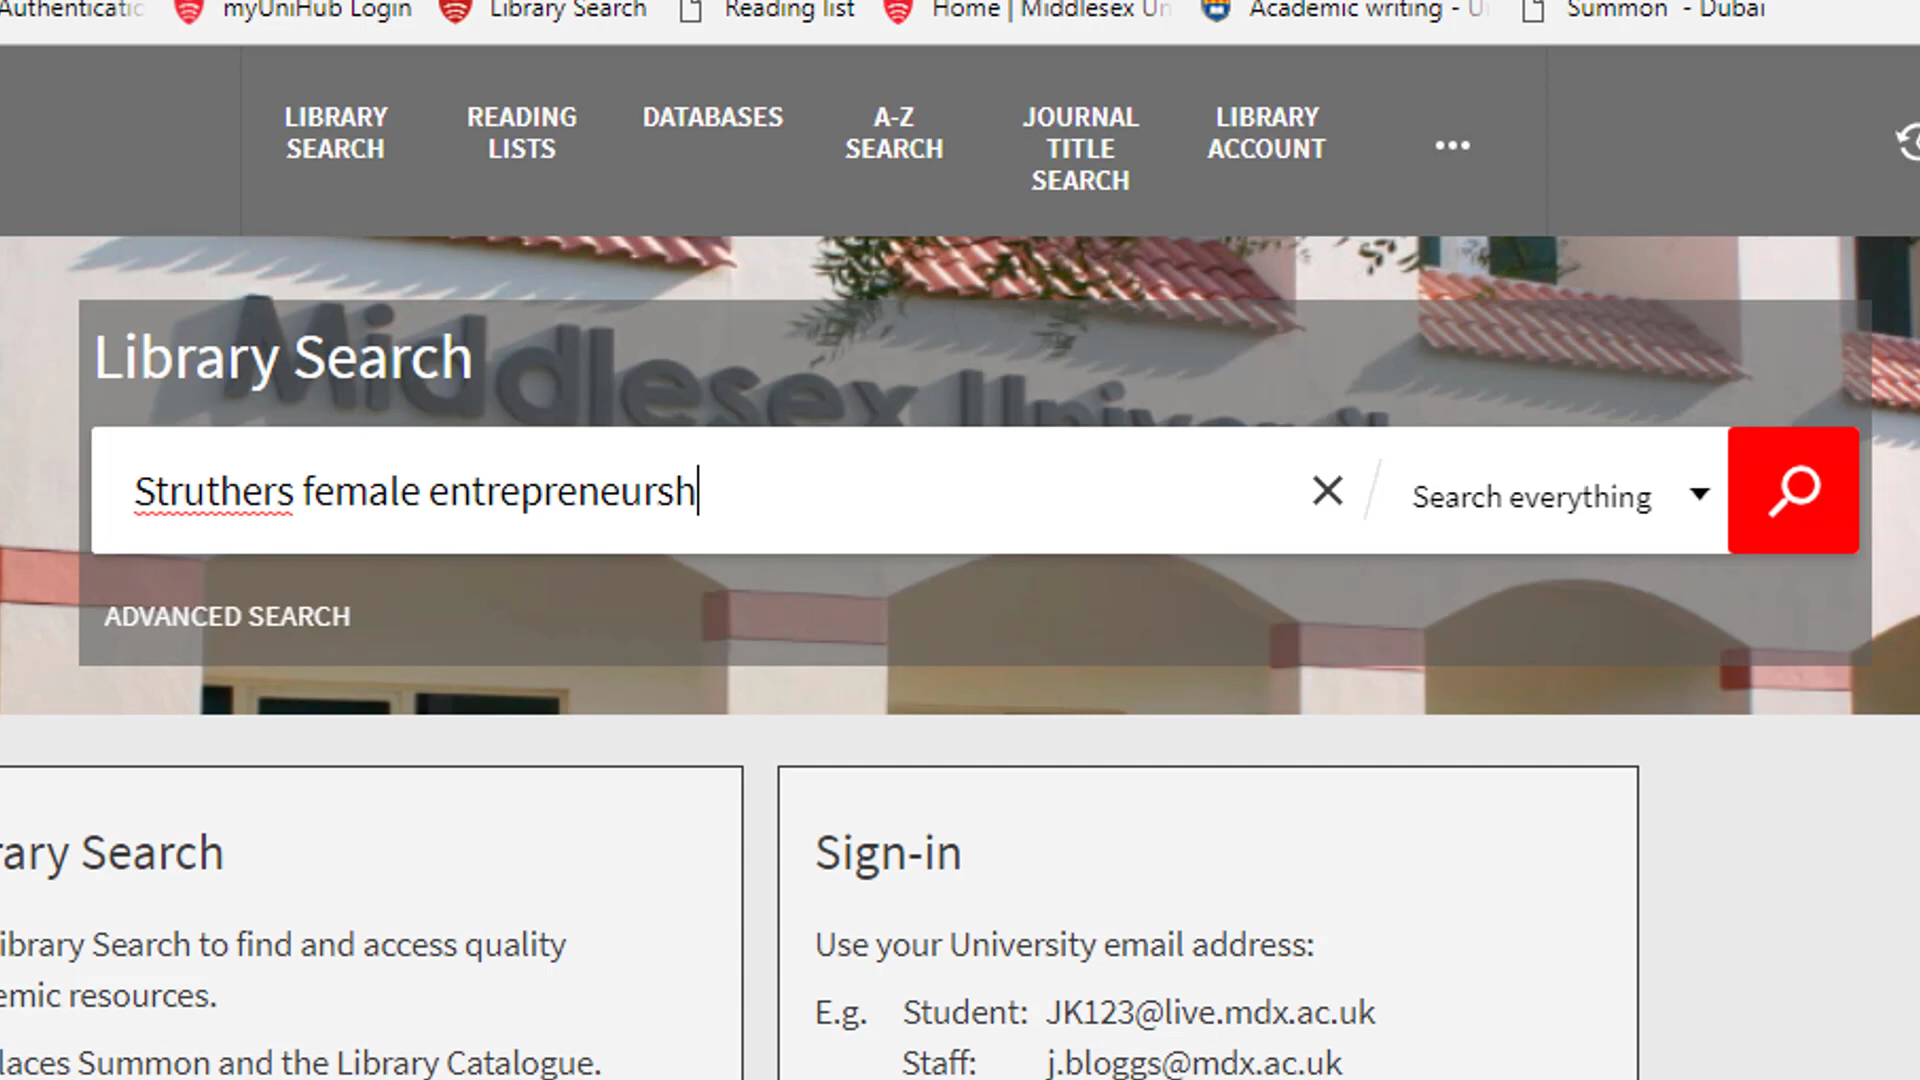 Authenticatic myUniHub Login Library Search Reading list Home | Middlesex Un Academic writing - U Summon - Dubai
LIBRARY SEARCH
READING LISTS
DATABASES
A-Z SEARCH
JOURNAL TITLE SEARCH
LIBRARY ACCOUNT
•••
Middlesex Universit
Library Search
Struthers female entrepreneursh
Search everything
ADVANCED SEARCH
rary Search
ibrary Search to find and access quality
emic resources.
laces Summon and the Library Catalogue.
Sign-in
Use your University email address:
E.g. Student: JK123@live.mdx.ac.uk
Staff: j.bloggs@mdx.ac.uk